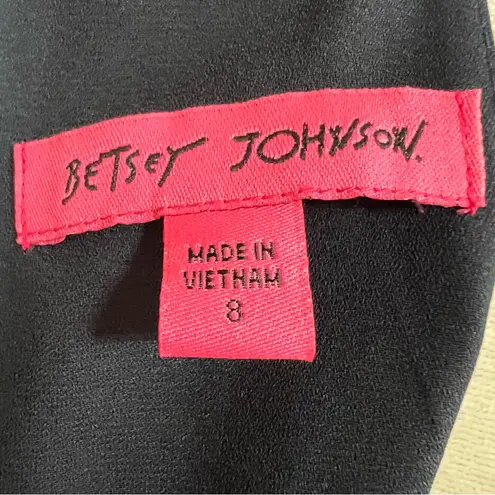 BETSEY JOHNSON.
MADE IN
VIETNAM
8